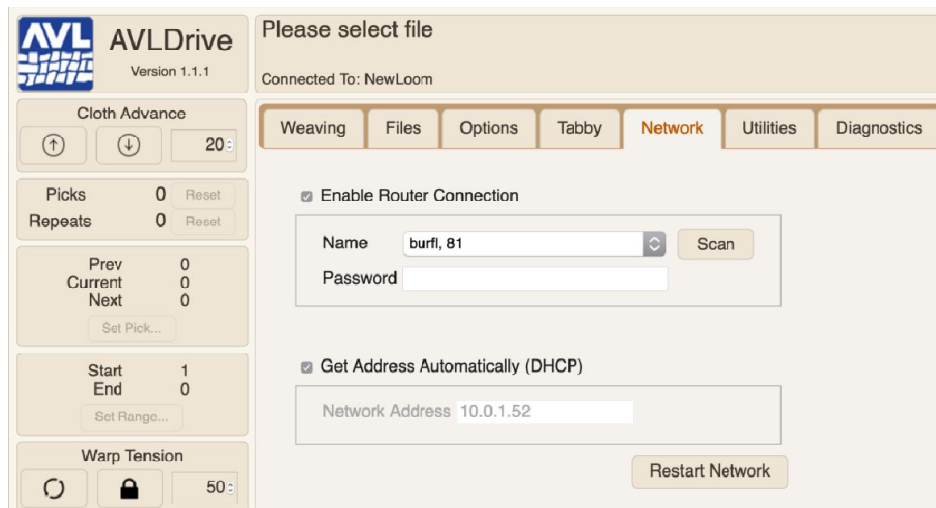 AVL
AVLDrive
Version 1.1.1
Please select file
Connected To: NewLoom
Cloth Advance
20
Picks 0 Reset
Repeats 0 Reset
Prev 0
Current 0
Next 0
Set Pick...
Start 1
End 0
Set Range...
Warp Tension
50
Weaving Files Options Tabby Network Utilities Diagnostics
Enable Router Connection
Name burfl, 81 Scan
Password
Get Address Automatically (DHCP)
Network Address 10.0.1.52
Restart Network